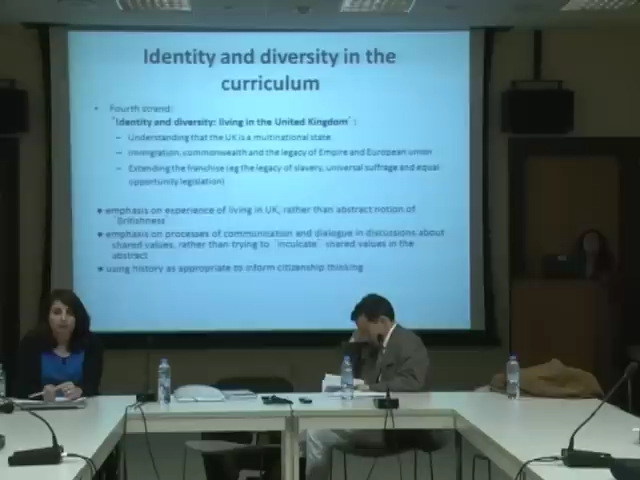 Identity and diversity in the
curriculum
• Fourth strand:
`Identity and diversity: living in the United Kingdom´ :
– Understanding that the UK is a multinational state
– Immigration, commonwealth and the legacy of Empire and European union
– Extending the franchise (eg the legacy of slavery, universal suffrage and equal
opportunity legislation)
• emphasis on experience of living in UK, rather than abstract notion of
`Britishness´
• emphasis on processes of communication and dialogue in discussions about
shared values, rather than trying to `inculcate´ shared values in the
abstract
• using history as appropriate to inform citizenship thinking